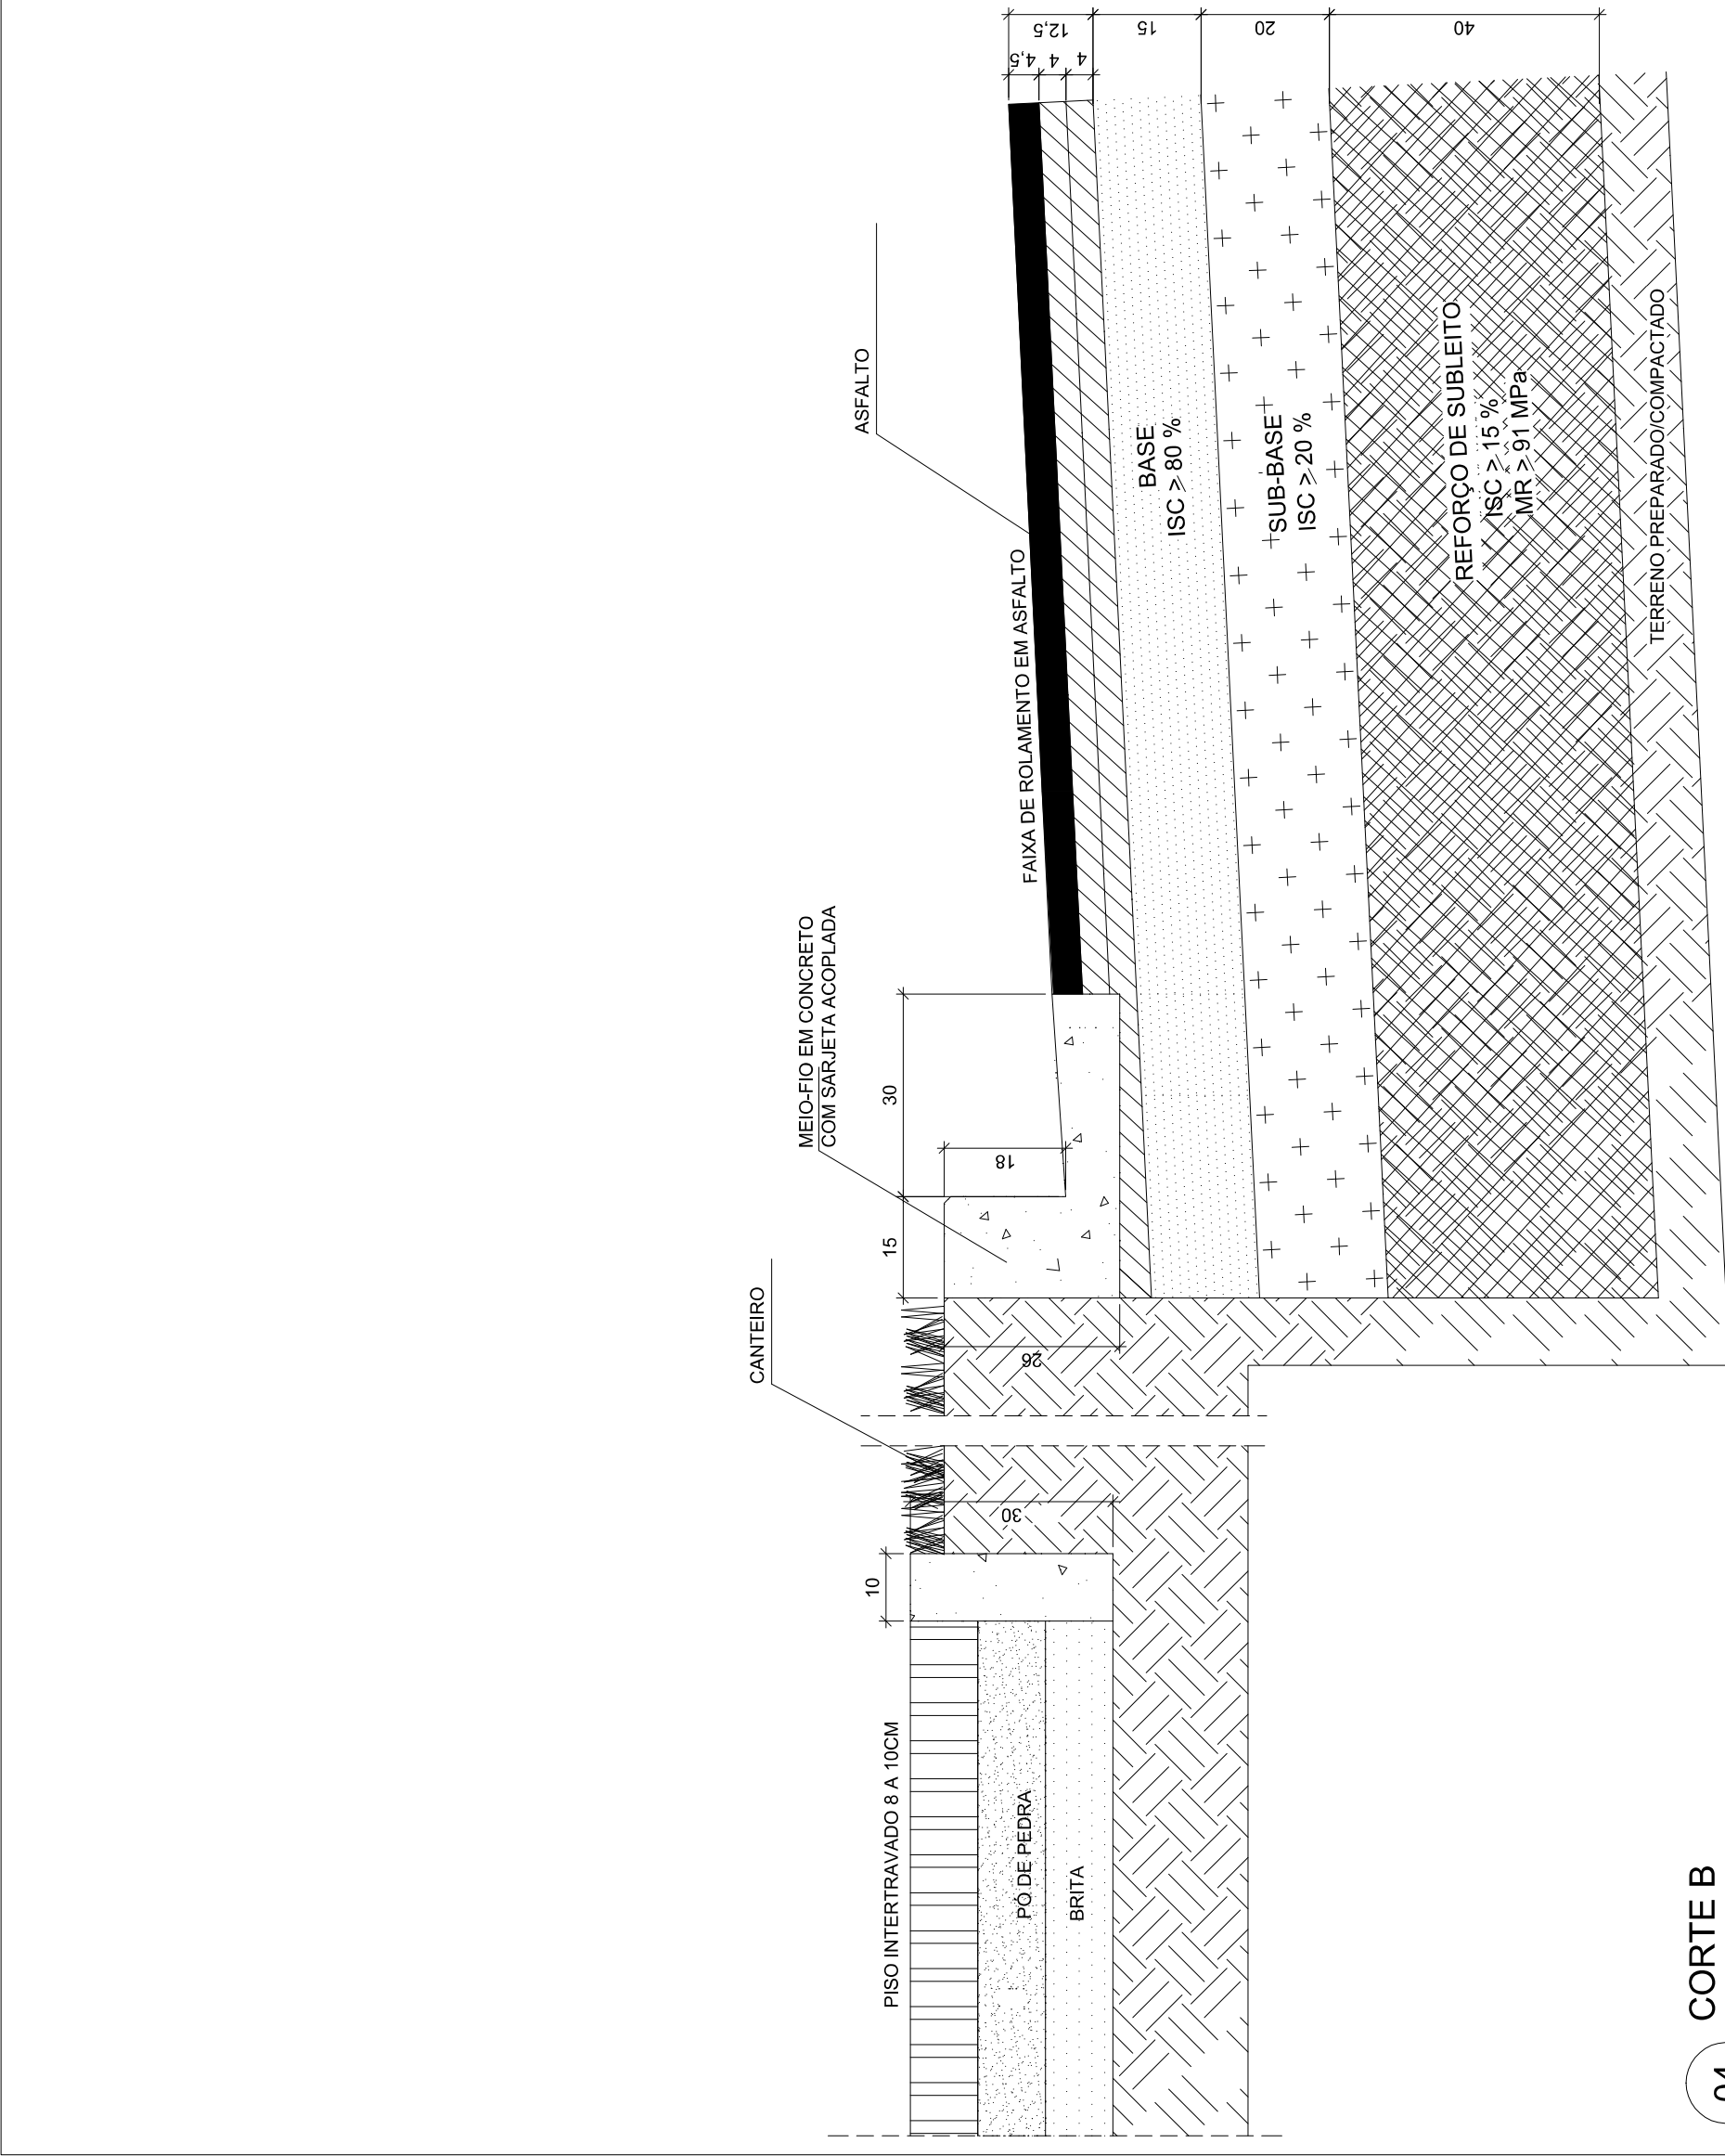 CANTEIRO
MEIO-FIO EM CONCRETO
COM SARJETA ACOPLADA
ASFALTO
FAIXA DE ROLAMENTO EM ASFALTO
PISO INTERTRAVADO 8 A 10CM
PÓ DE PEDRA
BRITA
10
30
15
30
18
26
12,5
4,5
4
4
15
20
40
BASE
ISC ⩾ 80 %
SUB-BASE
ISC ⩾ 20 %
REFORÇO DE SUBLEITO
ISC ⩾ 15 %
MR ⩾ 91 MPa
TERRENO PREPARADO/COMPACTADO
CORTE B